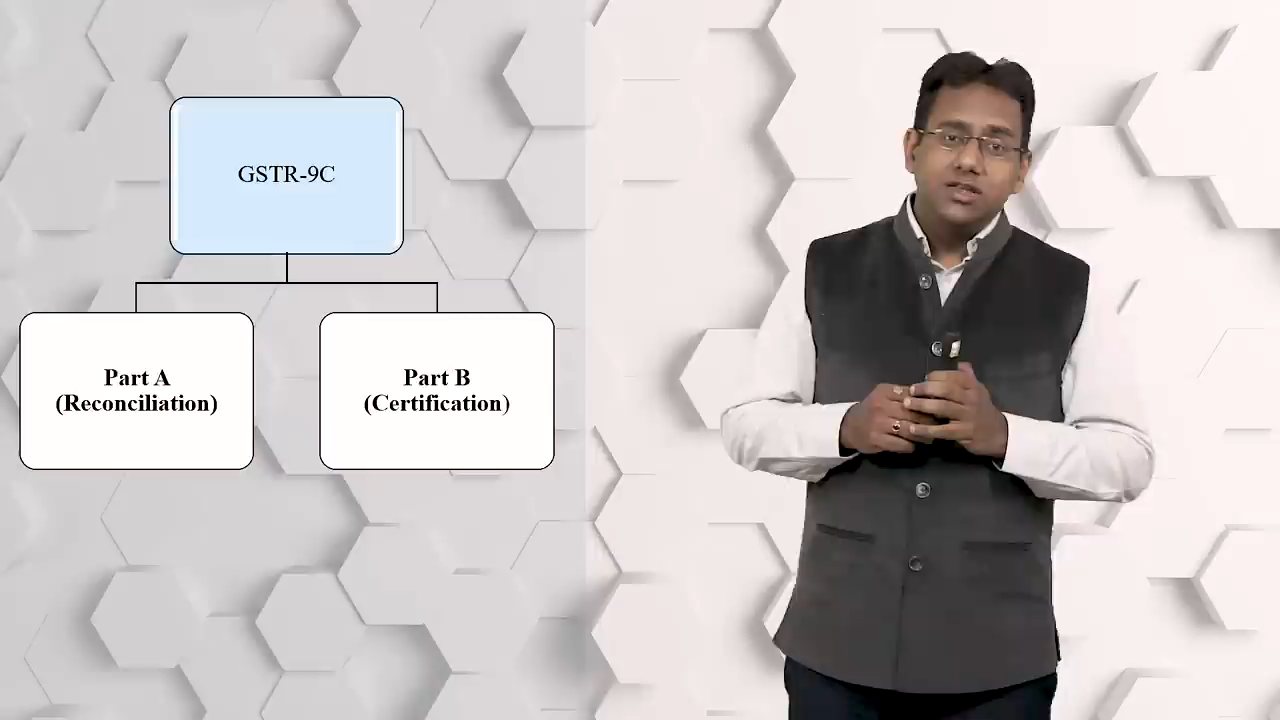 GSTR-9C
Part A
(Reconciliation)
Part B
(Certification)